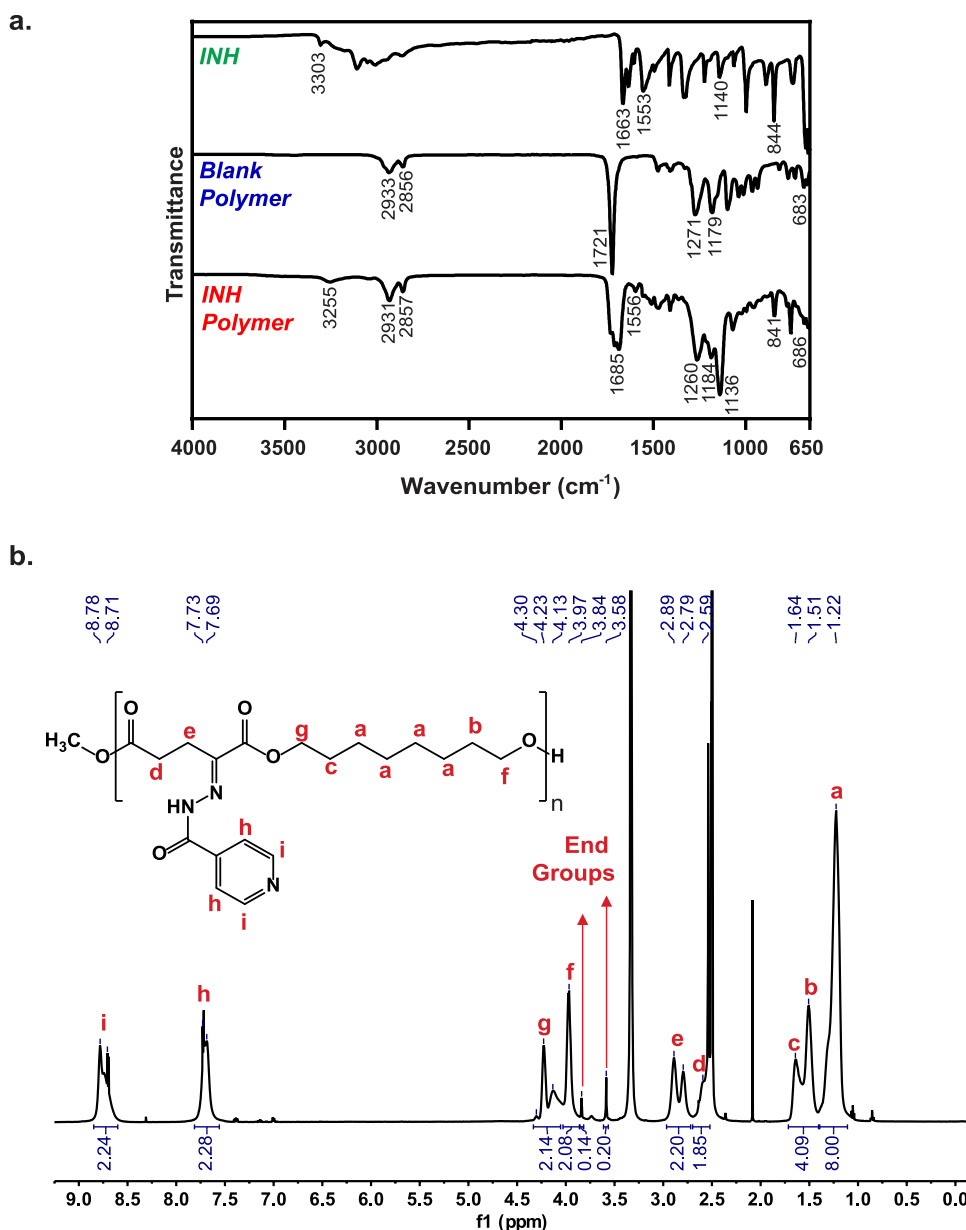 a.
INH
3303
1663
1553
1140
844
Blank
Polymer
2933
2856
1721
1271
1179
683
INH
Polymer
3255
2931
2857
1685
1556
1260
1184
1136
841
686
Transmittance
4000
3500
3000
2500
2000
1500
1000
650
Wavenumber (cm⁻¹)
b.
8.78
8.71
7.73
7.69
4.30
4.23
4.13
3.97
3.84
3.58
2.89
2.79
2.59
1.64
1.51
1.22
O
e
O
g
a
a
b
O
H
H₃C
O
d
N
O
c
a
a
f
n
HN
h
O
i
N
h
i
End
Groups
a
i
h
g
f
e
d
c
b
2.24
2.28
2.14
2.08
0.14
0.20
2.20
1.85
4.09
8.00
9.0
8.5
8.0
7.5
7.0
6.5
6.0
5.5
5.0
4.5
4.0
3.5
3.0
2.5
2.0
1.5
1.0
0.5
0.0
f1 (ppm)